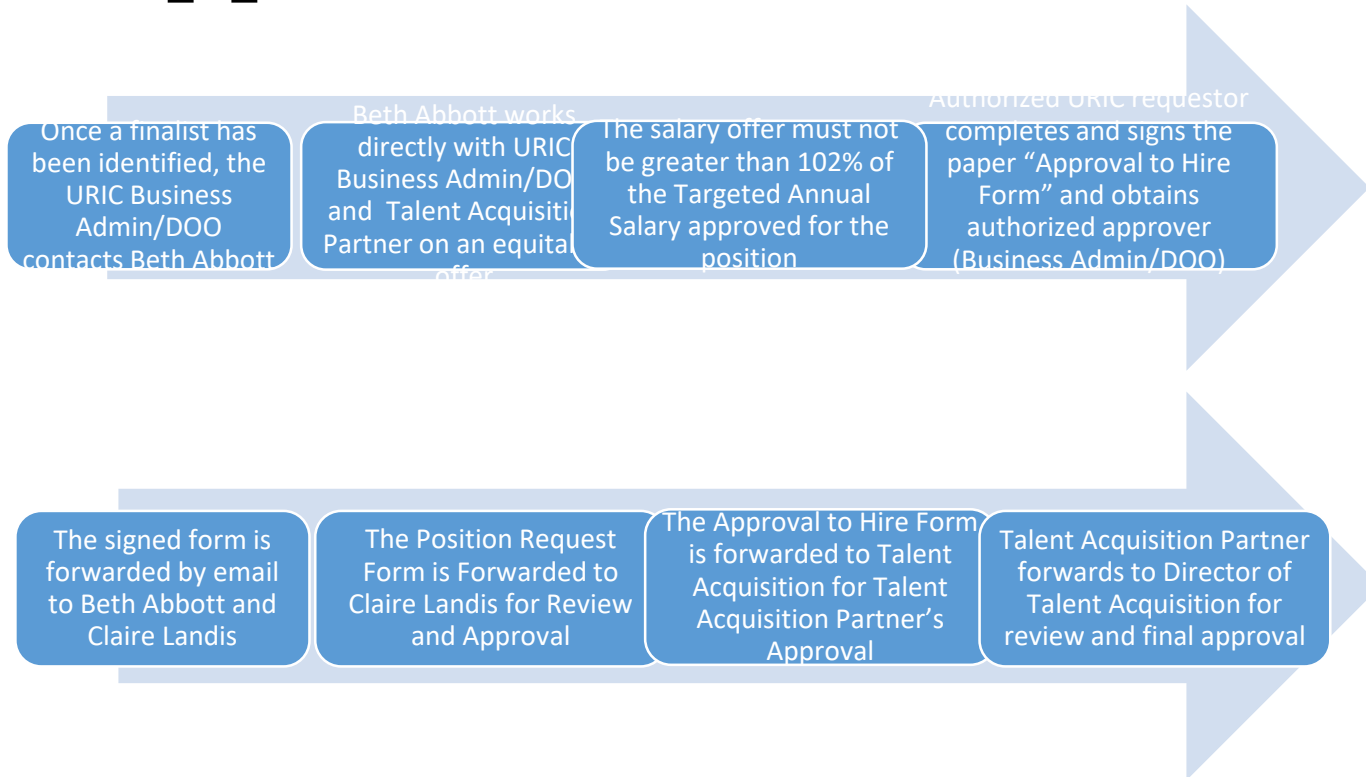 Once a finalist has
been identified, the
URIC Business
Admin/DOO
contacts Beth Abbott
Beth Abbott works
directly with URIC
Business Admin/DO
and Talent Acquisiti
Partner on an equita
offer
The salary offer must not
be greater than 102% of
the Targeted Annual
Salary approved for the
position
Authorized URIC requestor
completes and signs the
paper “Approval to Hire
Form” and obtains
authorized approver
(Business Admin/DOO)
The signed form is
forwarded by email
to Beth Abbott and
Claire Landis
The Position Request
Form is Forwarded to
Claire Landis for Review
and Approval
The Approval to Hire Form
is forwarded to Talent
Acquisition for Talent
Acquisition Partner’s
Approval
Talent Acquisition Partner
forwards to Director of
Talent Acquisition for
review and final approval